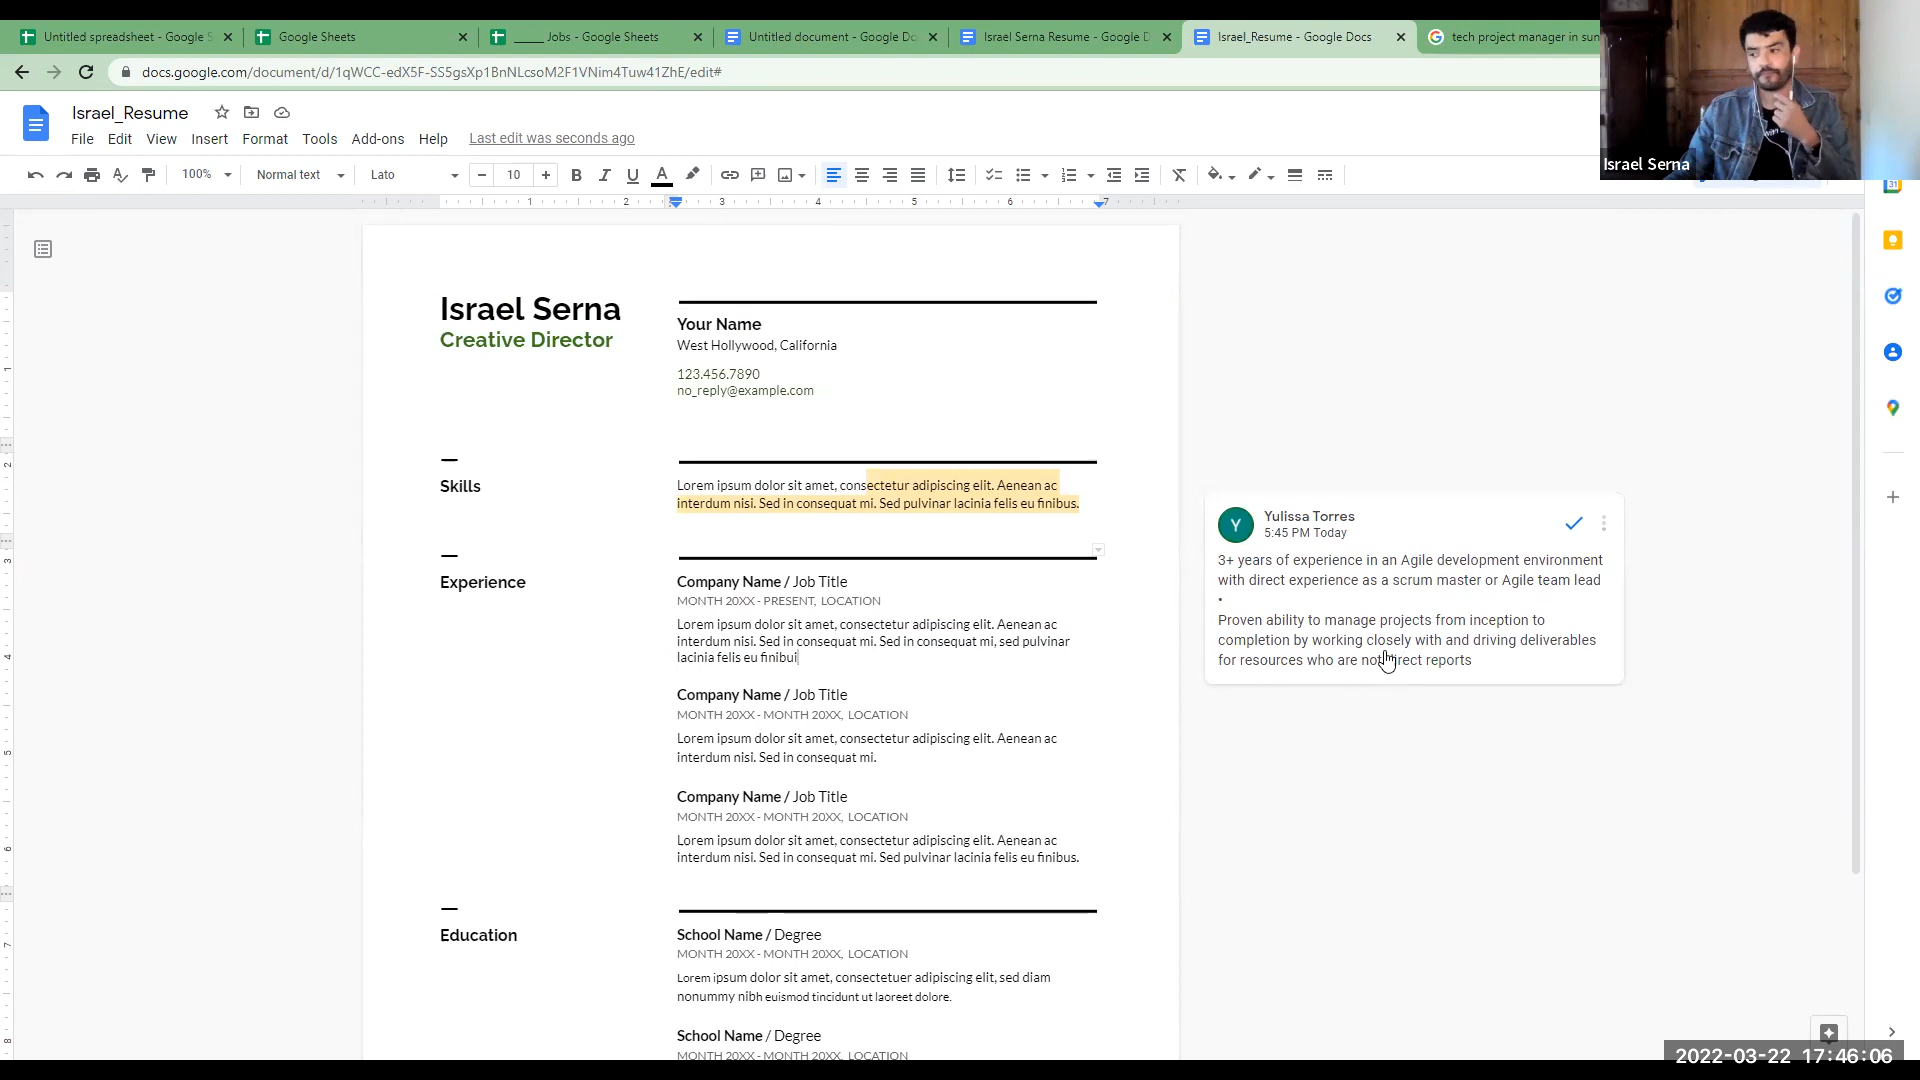 Untitled spreadsheet - Google S
Google Sheets
_____ Jobs - Google Sheets
Untitled document - Google Do
Israel Serna Resume - Google D
Israel_Resume - Google Docs
tech project manager in sun
docs.google.com/document/d/1qWCC-edX5F-SS5gsXp1BnNLcsoM2F1VNim4Tuw41ZhE/edit#
Israel_Resume
File Edit View Insert Format Tools Add-ons Help Last edit was seconds ago
100% Normal text Lato 10
Israel Serna
1 2 3 4 5 6 7
Israel Serna
Creative Director
Your Name
West Hollywood, California
123.456.7890
no_reply@example.com
Skills
Lorem ipsum dolor sit amet, consectetur adipiscing elit. Aenean ac
interdum nisi. Sed in consequat mi. Sed pulvinar lacinia felis eu finibus.
Experience
Company Name / Job Title
MONTH 20XX - PRESENT, LOCATION
Lorem ipsum dolor sit amet, consectetur adipiscing elit. Aenean ac
interdum nisi. Sed in consequat mi. Sed in consequat mi, sed pulvinar
lacinia felis eu finibui
Company Name / Job Title
MONTH 20XX - MONTH 20XX, LOCATION
Lorem ipsum dolor sit amet, consectetur adipiscing elit. Aenean ac
interdum nisi. Sed in consequat mi.
Company Name / Job Title
MONTH 20XX - MONTH 20XX, LOCATION
Lorem ipsum dolor sit amet, consectetur adipiscing elit. Aenean ac
interdum nisi. Sed in consequat mi. Sed pulvinar lacinia felis eu finibus.
Education
School Name / Degree
MONTH 20XX - MONTH 20XX, LOCATION
Lorem ipsum dolor sit amet, consectetuer adipiscing elit, sed diam
nonummy nibh euismod tincidunt ut laoreet dolore.
School Name / Degree
MONTH 20XX - MONTH 20XX, LOCATION
Y
Yulissa Torres
5:45 PM Today
3+ years of experience in an Agile development environment
with direct experience as a scrum master or Agile team lead
•
Proven ability to manage projects from inception to
completion by working closely with and driving deliverables
for resources who are not direct reports
2022-03-22 17:46:06